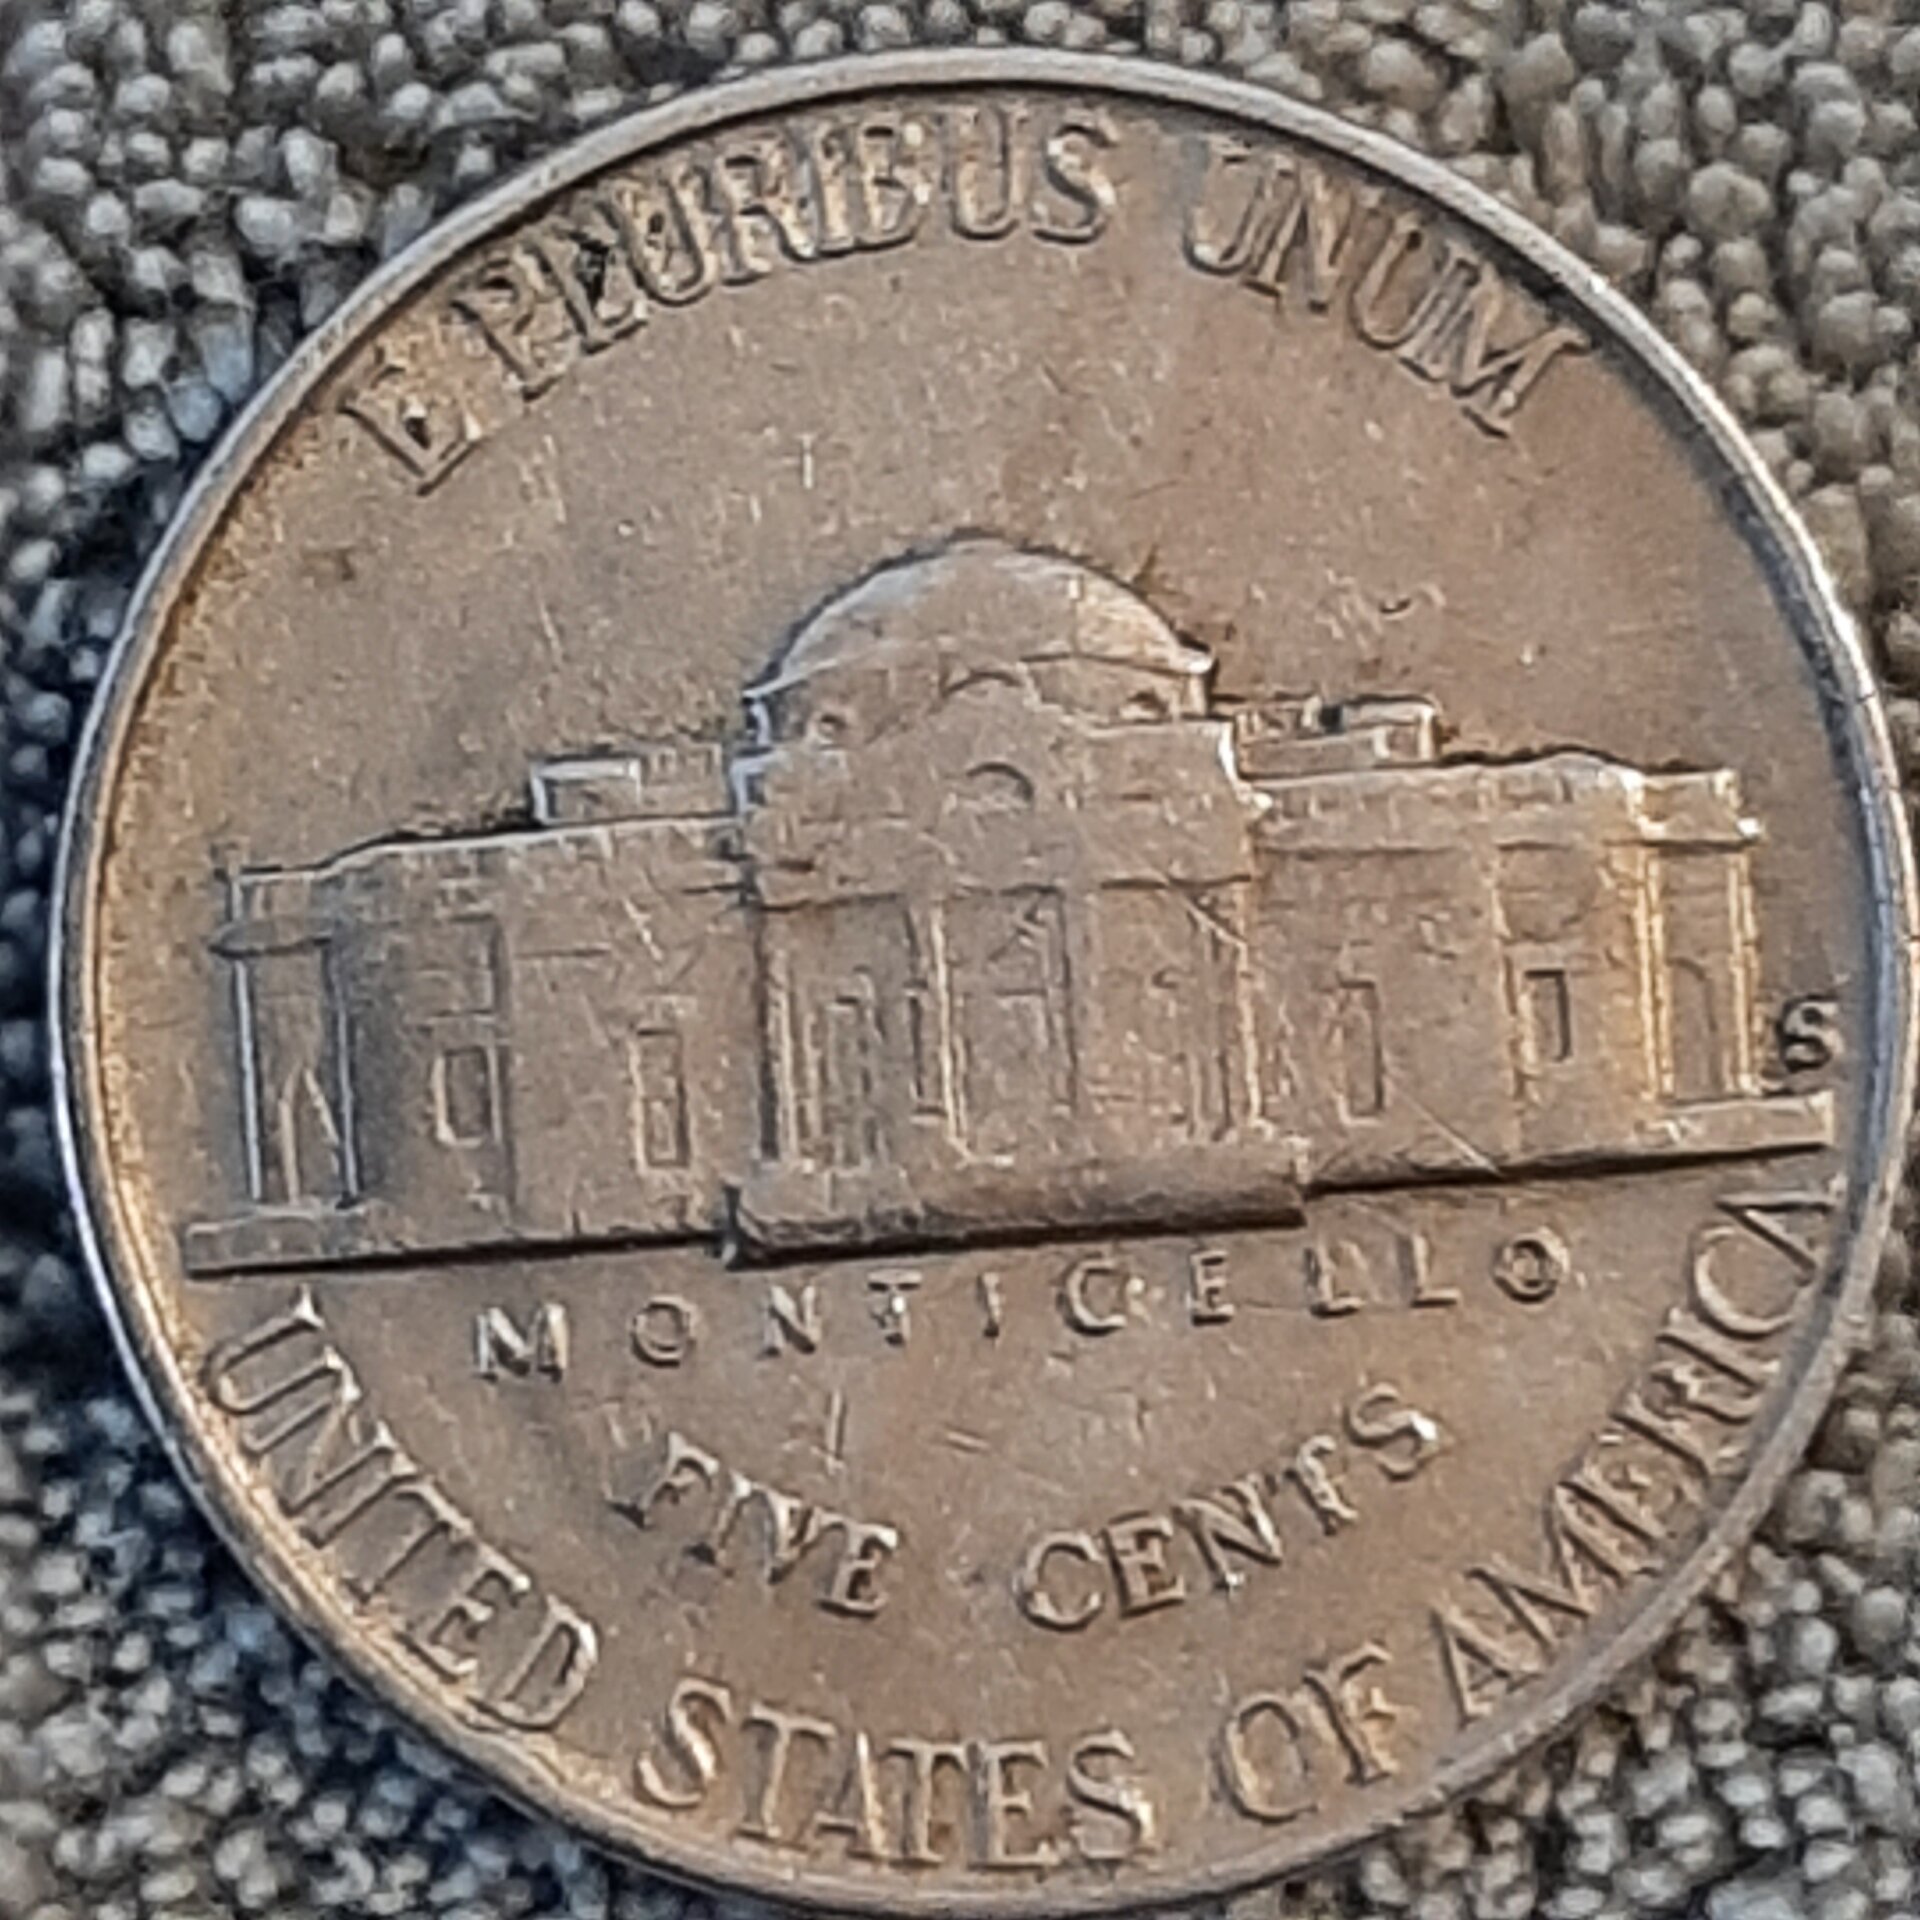 E PLURIBUS UNUM
S
MONTICELLO
FIVE CENTS
UNITED STATES OF AMERICA